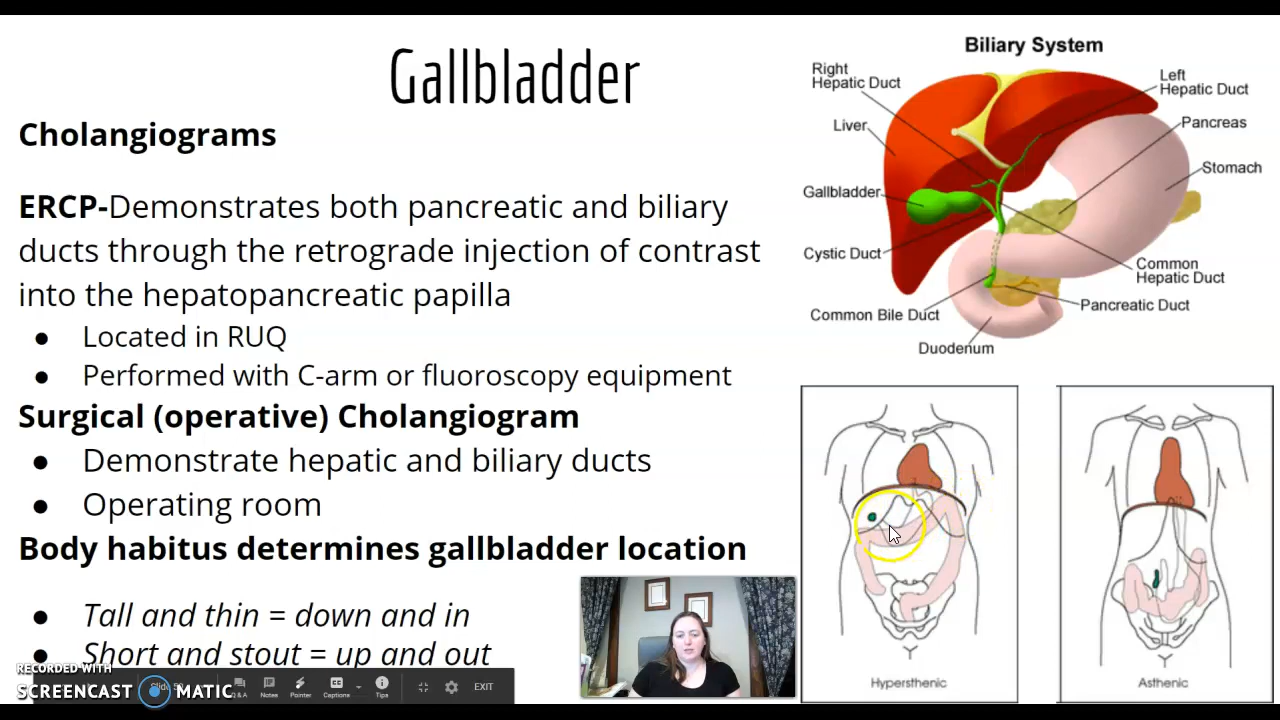 Gallbladder
Cholangiograms
ERCP-Demonstrates both pancreatic and biliary
ducts through the retrograde injection of contrast
into the hepatopancreatic papilla
● Located in RUQ
● Performed with C-arm or fluoroscopy equipment
Surgical (operative) Cholangiogram
● Demonstrate hepatic and biliary ducts
● Operating room
Body habitus determines gallbladder location
● Tall and thin = down and in
● Short and stout = up and out
Biliary System
Right
Hepatic Duct
Liver
Gallbladder
Cystic Duct
Common Bile Duct
Duodenum
Left
Hepatic Duct
Pancreas
Stomach
Common
Hepatic Duct
Pancreatic Duct
Hypersthenic
Asthenic
RECORDED WITH
SCREENCAST MATIC
Notes
Pointer
Captions
Tips
EXIT